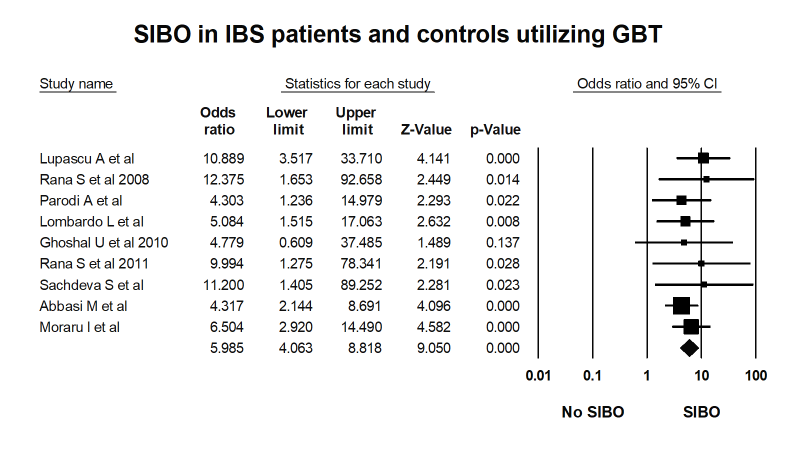 SIBO in IBS patients and controls utilizing GBT
Study name Statistics for each study Odds ratio and 95% CI
Odds Lower Upper
ratio limit limit Z-Value p-Value
Lupascu A et al 10.889 3.517 33.710 4.141 0.000
Rana S et al 2008 12.375 1.653 92.658 2.449 0.014
Parodi A et al 4.303 1.236 14.979 2.293 0.022
Lombardo L et al 5.084 1.515 17.063 2.632 0.008
Ghoshal U et al 2010 4.779 0.609 37.485 1.489 0.137
Rana S et al 2011 9.994 1.275 78.341 2.191 0.028
Sachdeva S et al 11.200 1.405 89.252 2.281 0.023
Abbasi M et al 4.317 2.144 8.691 4.096 0.000
Moraru I et al 6.504 2.920 14.490 4.582 0.000
5.985 4.063 8.818 9.050 0.000
0.01 0.1 1 10 100
No SIBO SIBO